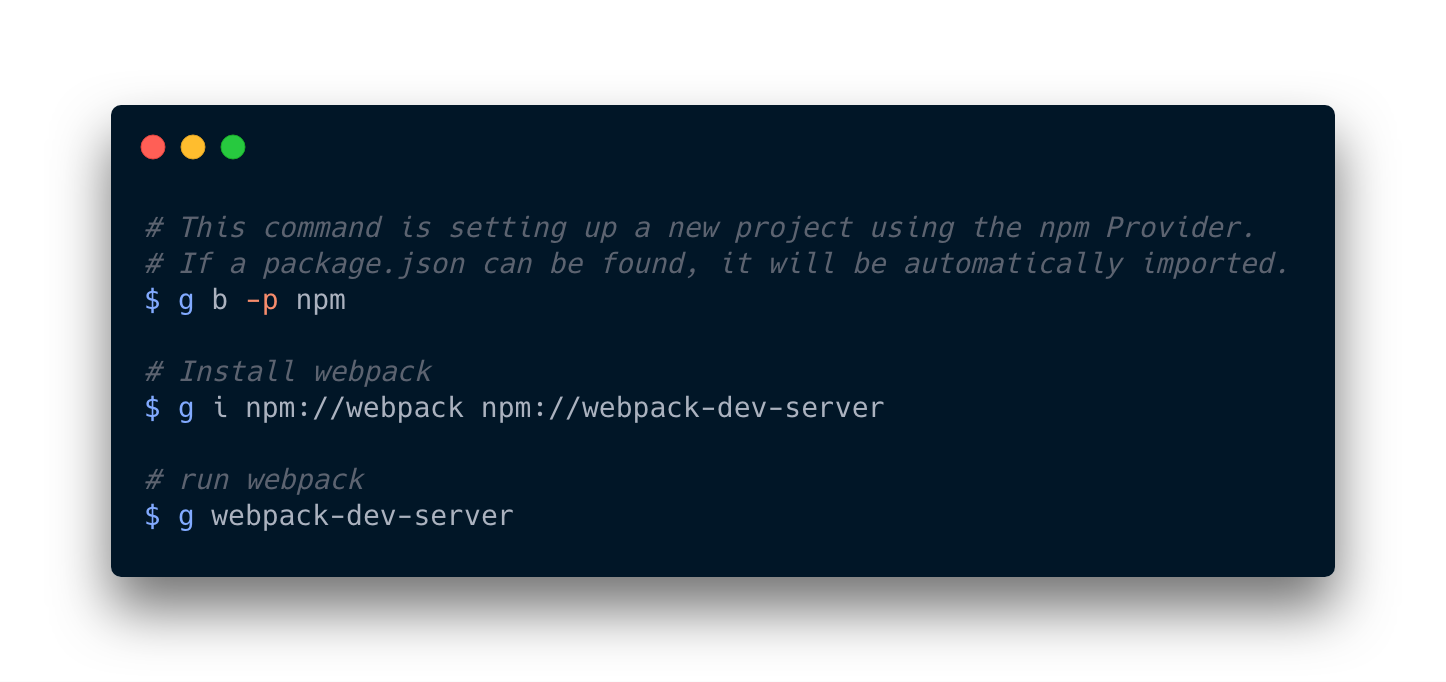 # This command is setting up a new project using the npm Provider.
# If a package.json can be found, it will be automatically imported.
$ g b -p npm
# Install webpack
$ g i npm://webpack npm://webpack-dev-server
# run webpack
$ g webpack-dev-server